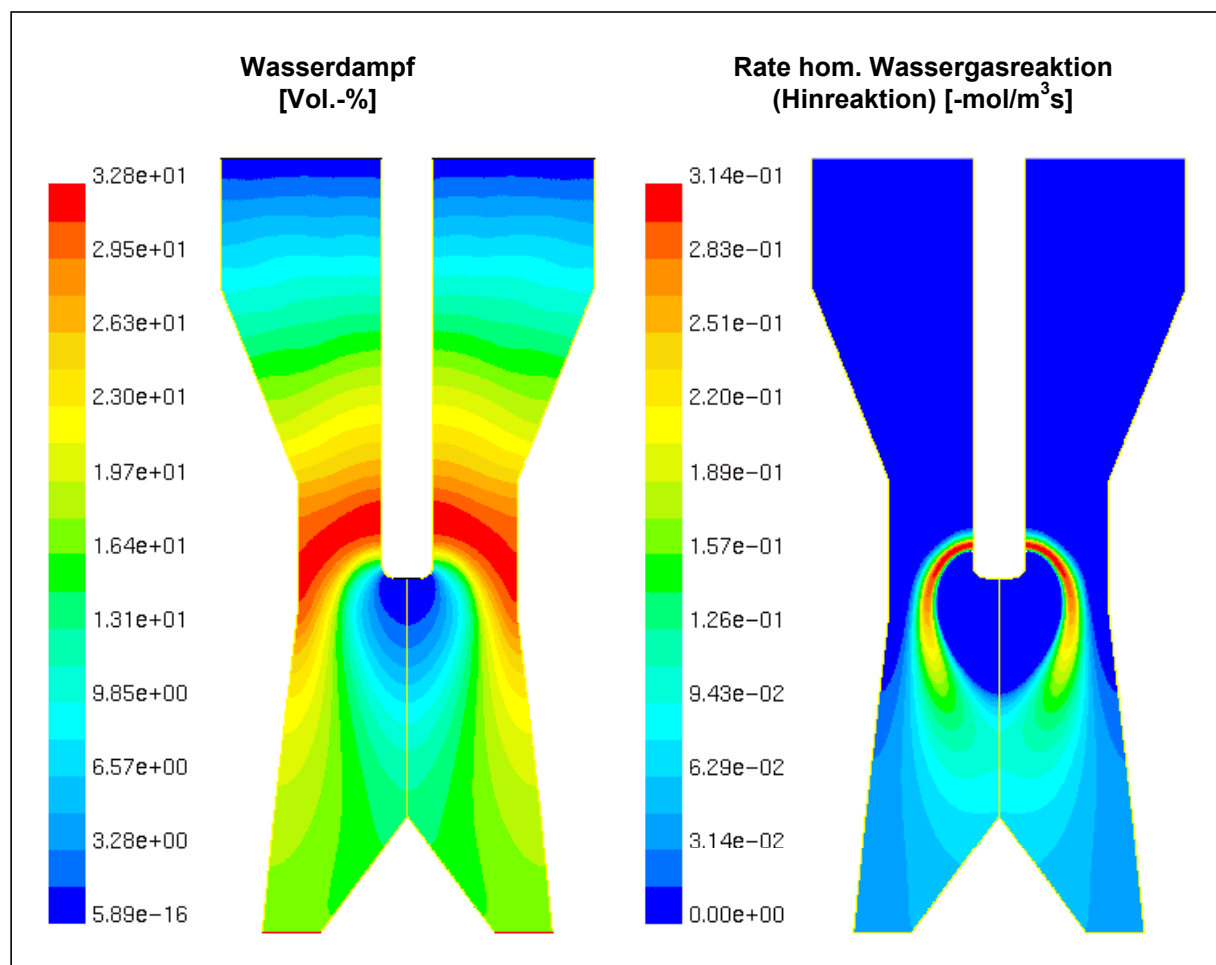 Wasserdampf
[Vol.-%]
3.28e+01
2.95e+01
2.63e+01
2.30e+01
1.97e+01
1.64e+01
1.31e+01
9.85e+00
6.57e+00
3.28e+00
5.89e-16
Rate hom. Wassergasreaktion
(Hinreaktion) [-mol/m³s]
3.14e-01
2.83e-01
2.51e-01
2.20e-01
1.89e-01
1.57e-01
1.26e-01
9.43e-02
6.29e-02
3.14e-02
0.00e+00